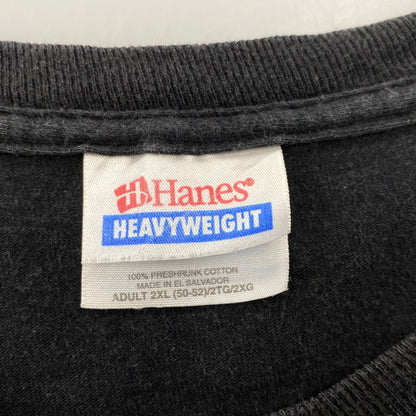 Hanes®
HEAVYWEIGHT
100% PRESHRUNK COTTON
MADE IN EL SALVADOR
ADULT 2XL (50-52)/2TG/2XG